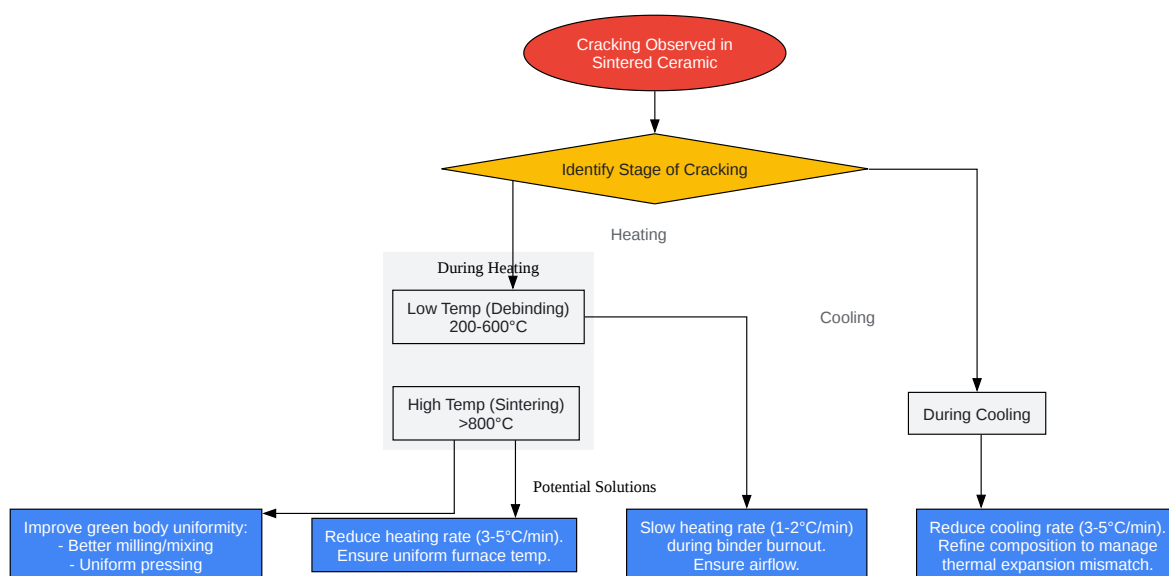 Cracking Observed in
Sintered Ceramic
Identify Stage of Cracking
Heating
During Heating
Low Temp (Debinding)
200-600°C
Cooling
High Temp (Sintering)
>800°C
During Cooling
Potential Solutions
Improve green body uniformity:
- Better milling/mixing
- Uniform pressing
Reduce heating rate (3-5°C/min).
Ensure uniform furnace temp.
Slow heating rate (1-2°C/min)
during binder burnout.
Ensure airflow.
Reduce cooling rate (3-5°C/min).
Refine composition to manage
thermal expansion mismatch.